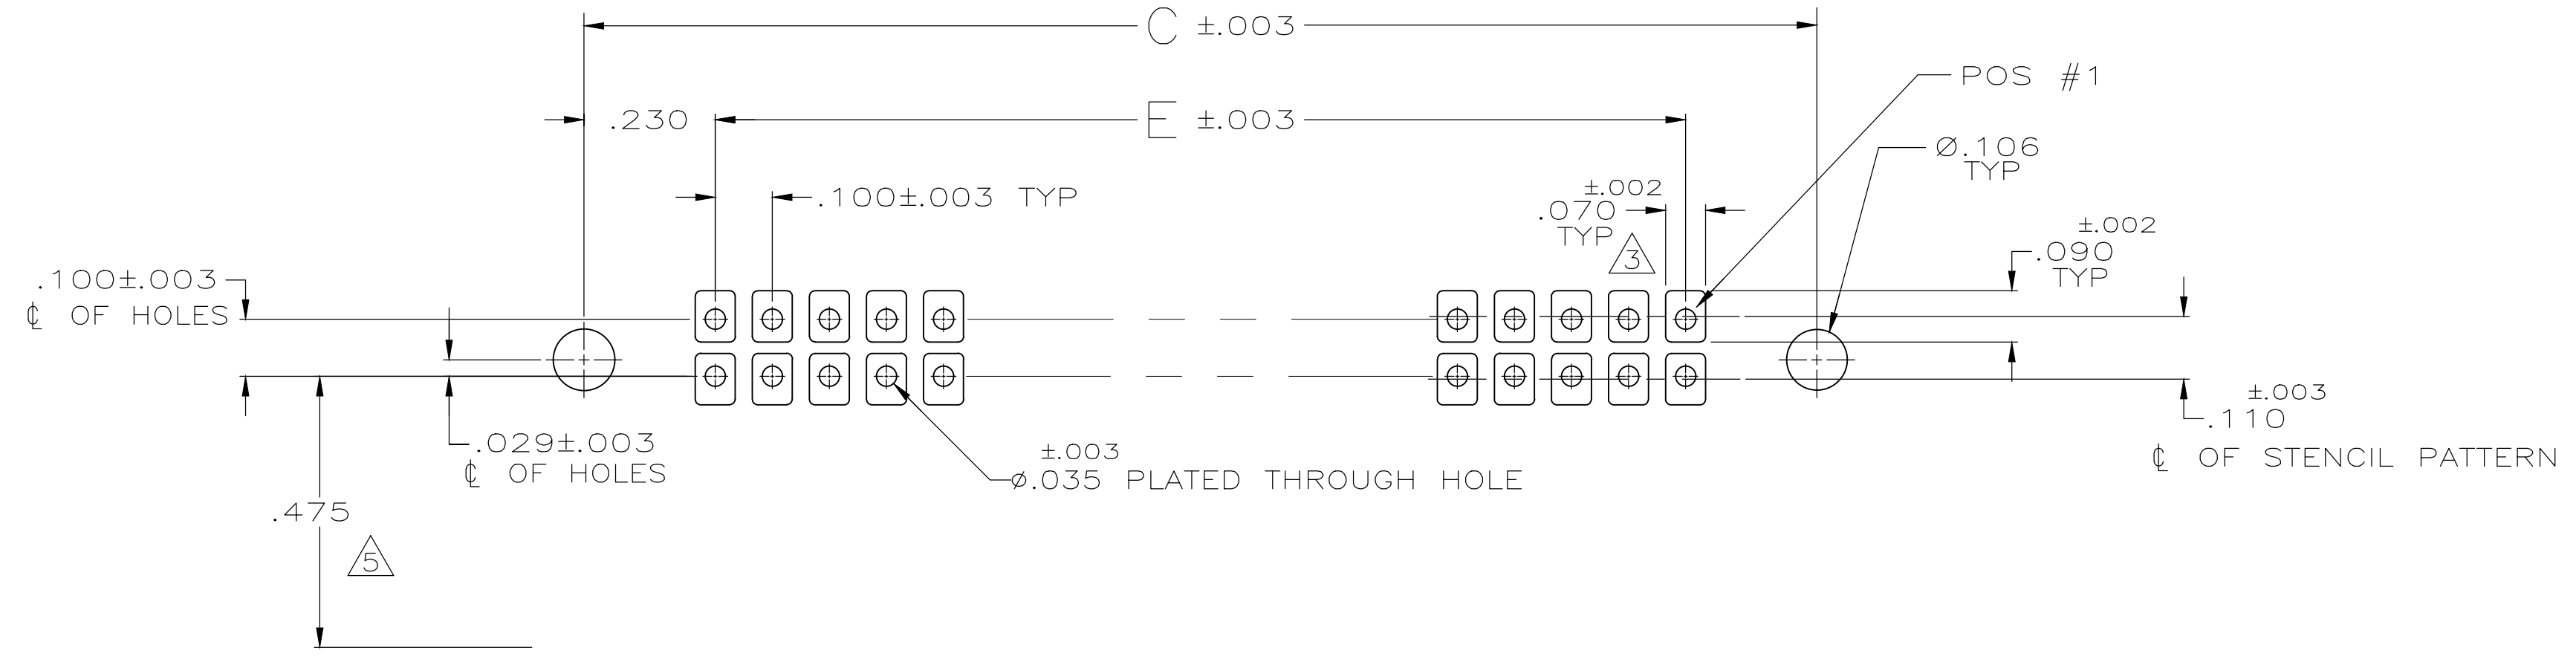 C ±.003
POS #1
.230
E ±.003
Ø.106
TYP
.100±.003 TYP
±.002
.070
TYP
3
±.002
.090
TYP
.100±.003
℄ OF HOLES
±.003
.110
℄ OF STENCIL PATTERN
.029±.003
℄ OF HOLES
±.003
Ø.035 PLATED THROUGH HOLE
.475
5